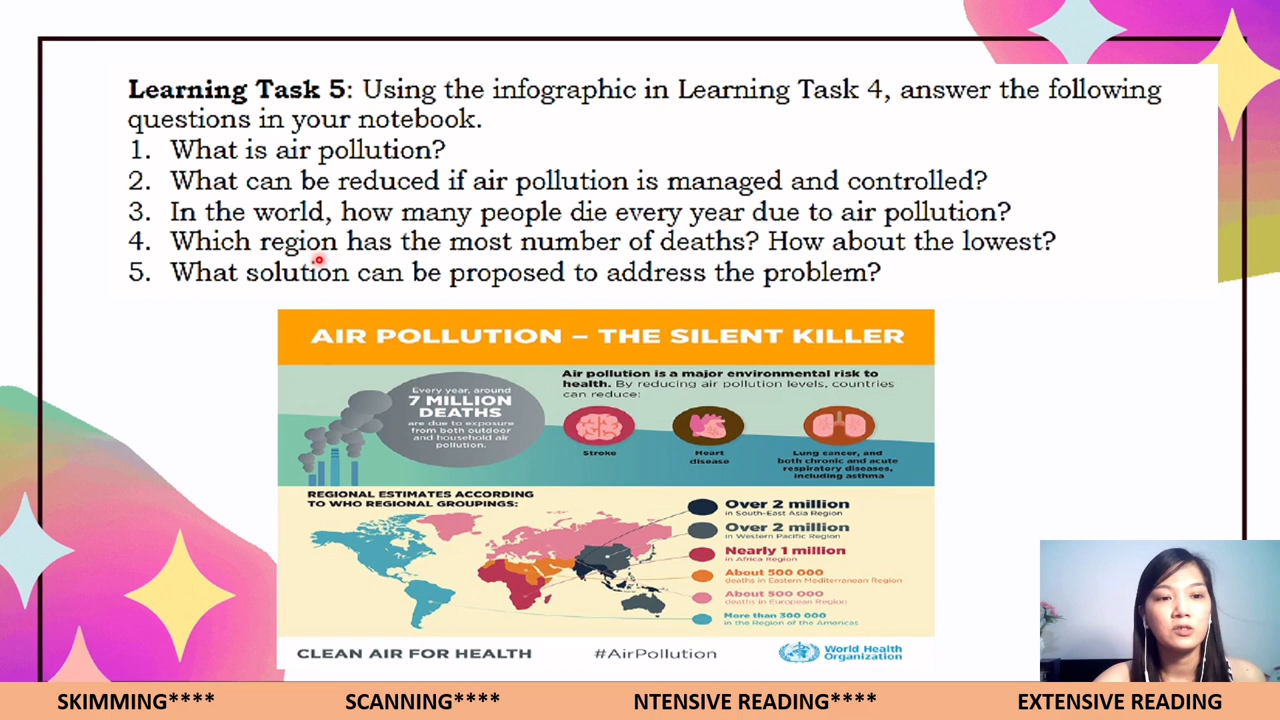 Learning Task 5: Using the infographic in Learning Task 4, answer the following
questions in your notebook.
1. What is air pollution?
2. What can be reduced if air pollution is managed and controlled?
3. In the world, how many people die every year due to air pollution?
4. Which region has the most number of deaths? How about the lowest?
5. What solution can be proposed to address the problem?
AIR POLLUTION – THE SILENT KILLER
Every year, around
7 MILLION
DEATHS
are due to exposure
from both outdoor
and household air
pollution.
Air pollution is a major environmental risk to
health. By reducing air pollution levels, countries
can reduce:
Stroke
Heart
disease
Lung cancer, and
both chronic and acute
respiratory diseases,
including asthma
REGIONAL ESTIMATES ACCORDING
TO WHO REGIONAL GROUPINGS:
Over 2 million
in South-East Asia Region
Over 2 million
in Western Pacific Region
Nearly 1 million
in Africa Region
About 500 000
deaths in Eastern Mediterranean Region
About 500 000
deaths in European Region
More than 300 000
in the Region of the Americas
CLEAN AIR FOR HEALTH
#AirPollution
World Health
Organization
SKIMMING****
SCANNING****
NTENSIVE READING****
EXTENSIVE READING